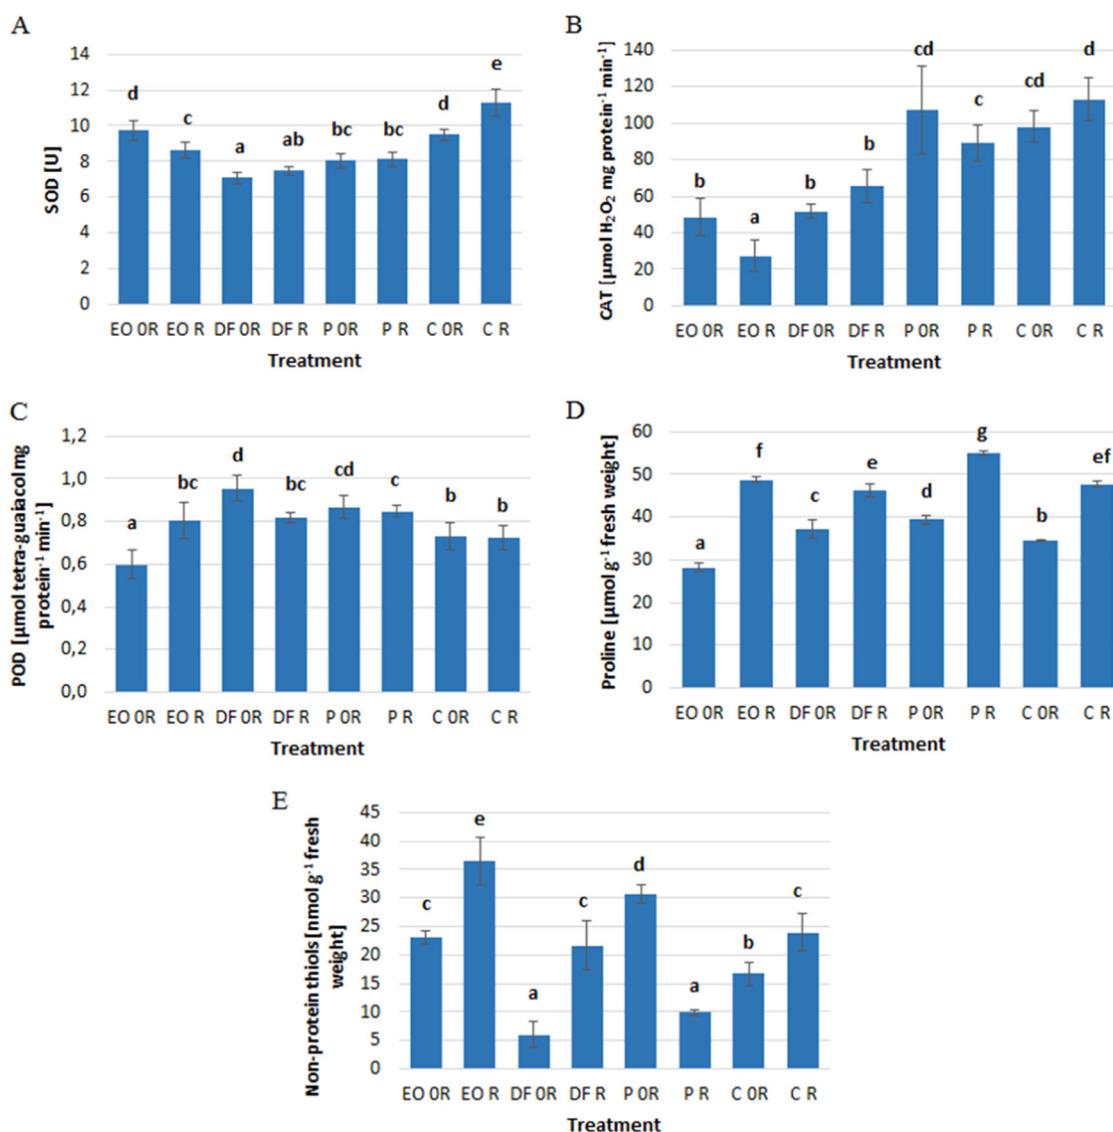 A
SOD [U]
14
12
10
8
6
4
2
0
d
c
a
ab
bc
bc
d
e
EO 0R EO R DF 0R DF R P 0R P R C 0R C R
Treatment
B
CAT [µmol H₂O₂ mg protein⁻¹ min⁻¹]
140
120
100
80
60
40
20
0
b
a
b
b
cd
c
cd
d
EO 0R EO R DF 0R DF R P 0R P R C 0R C R
Treatment
C
POD [µmol tetra-guaiacol mg
protein⁻¹ min⁻¹]
1,2
1,0
0,8
0,6
0,4
0,2
0,0
a
bc
d
bc
cd
c
b
b
EO 0R EO R DF 0R DF R P 0R P R C 0R C R
Treatment
D
Proline [µmol g⁻¹ fresh weight]
60
50
40
30
20
10
0
a
f
c
e
d
g
b
ef
EO 0R EO R DF 0R DF R P 0R P R C 0R C R
Treatment
E
Non-protein thiols [nmol g⁻¹ fresh
weight]
45
40
35
30
25
20
15
10
5
0
c
e
a
c
d
a
b
c
EO 0R EO R DF 0R DF R P 0R P R C 0R C R
Treatment